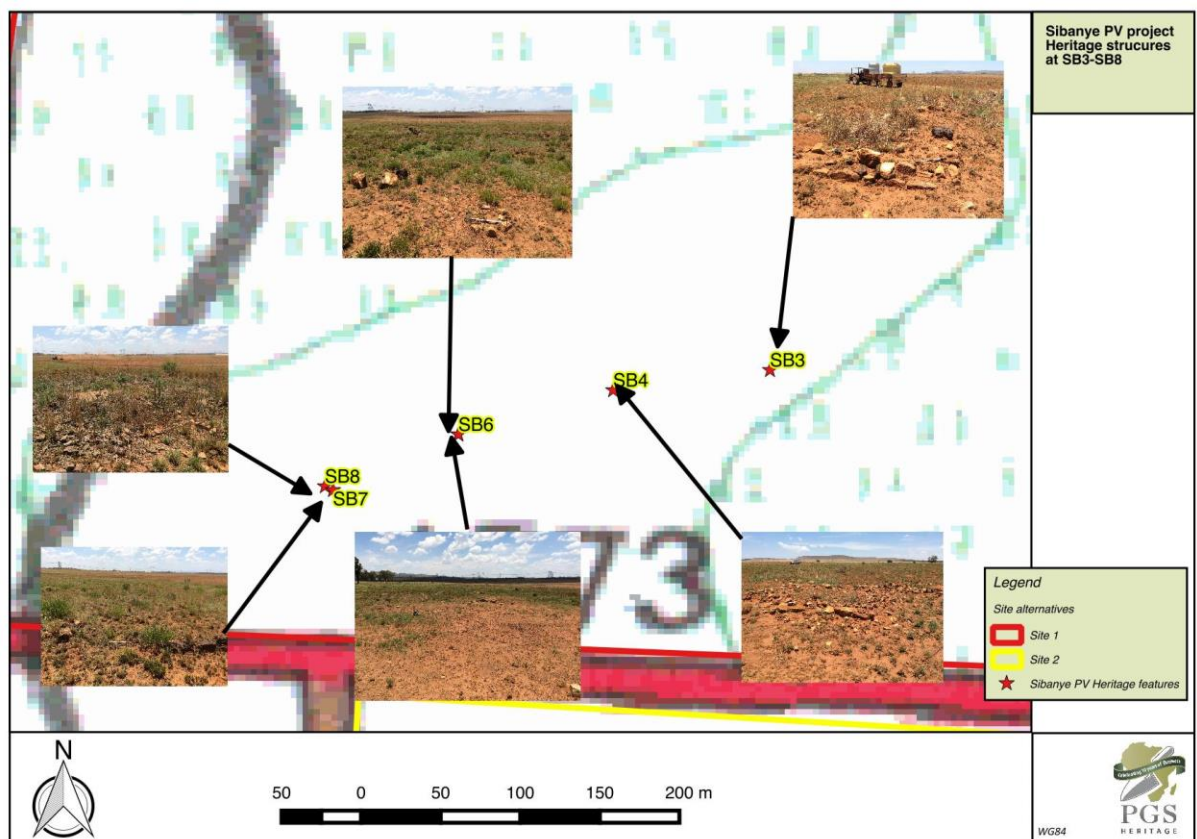 Sibanye PV project
Heritage strucures
at SB3-SB8
SB3
SB4
SB6
SB8
SB7
73
Legend
Site alternatives
Site 1
Site 2
Sibanye PV Heritage features
N
50 0 50 100 150 200 m
WG84
PGS
HERITAGE